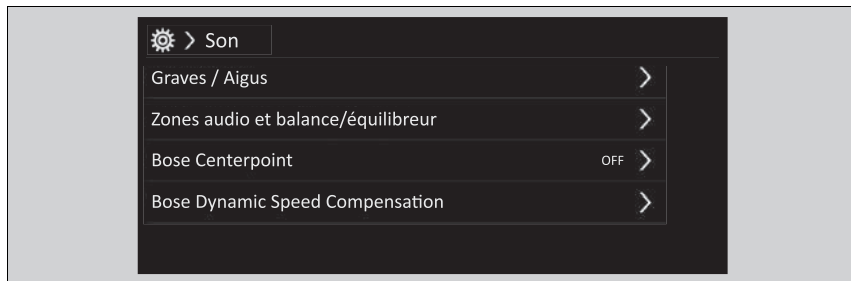 Son
Graves / Aigus
Zones audio et balance/équilibreur
Bose Centerpoint OFF
Bose Dynamic Speed Compensation